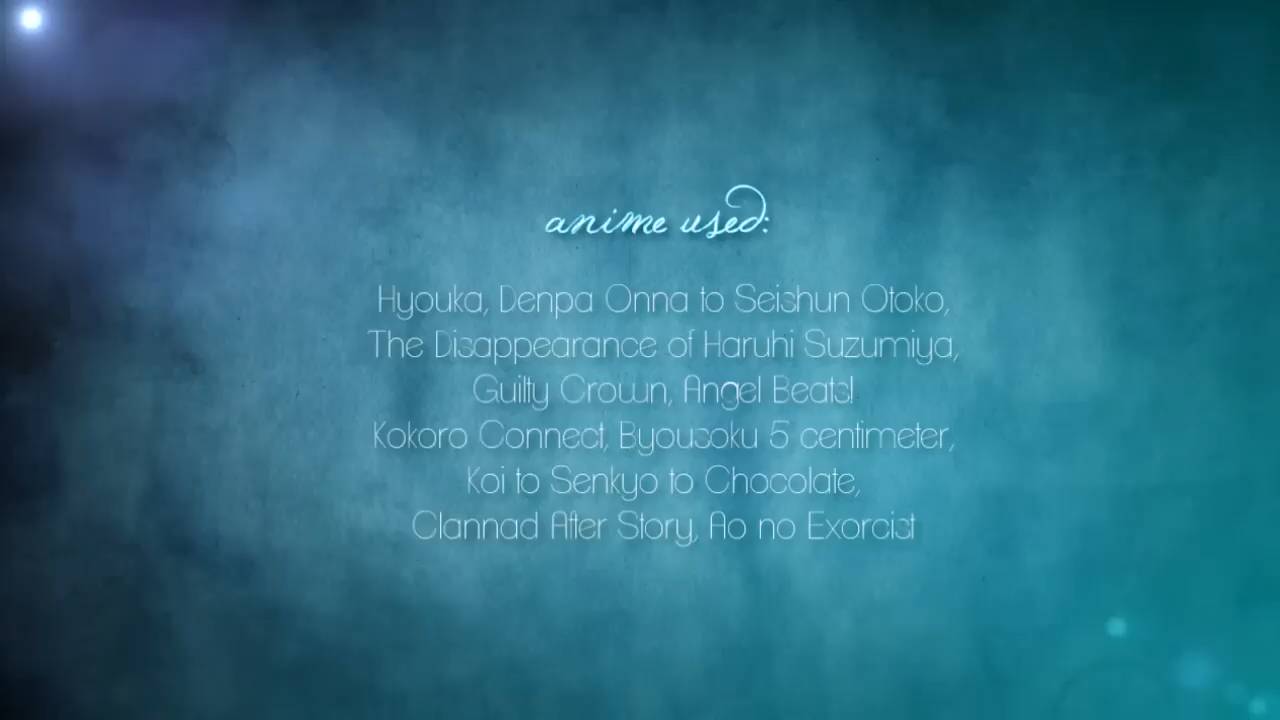 anime used:
Hyouka, Denpa Onna to Seishun Otoko,
The Disappearance of Haruhi Suzumiya,
Guilty Crown, Angel Beats!
Kokoro Connect, Byousoku 5 centimeter,
Koi to Senkyo to Chocolate,
Clannad After Story, Ao no Exorcist